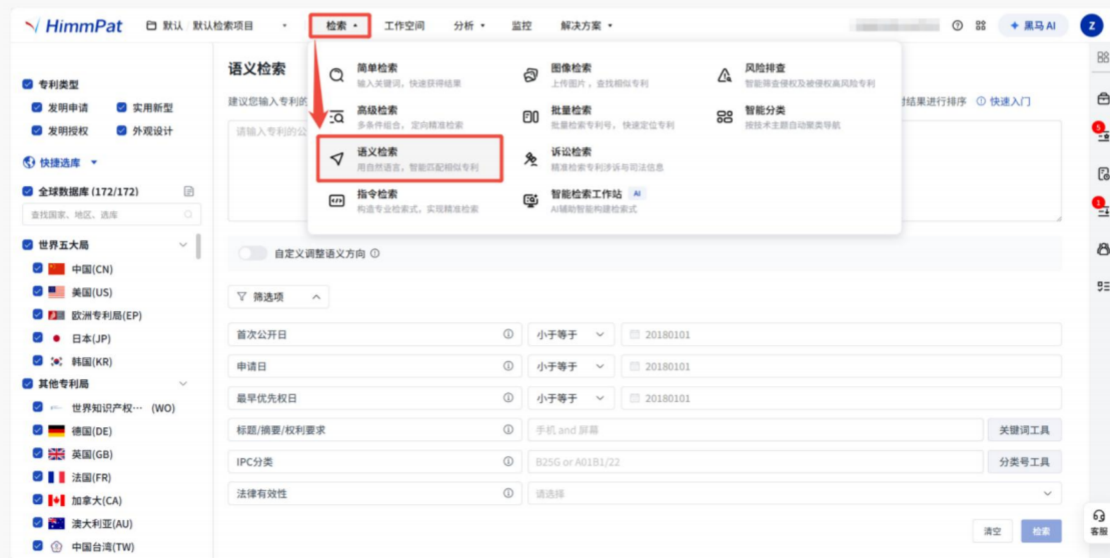 HimmPat
默认 默认检索项目
检索
工作空间
分析
监控
解决方案
黑马 AI
Z
专利类型
发明申请 实用新型
发明授权 外观设计
快捷选库
全球数据库 (172/172)
查找国家、地区、选库
世界五大局
中国(CN)
美国(US)
欧洲专利局(EP)
日本(JP)
韩国(KR)
其他专利局
世界知识产权… (WO)
德国(DE)
英国(GB)
法国(FR)
加拿大(CA)
澳大利亚(AU)
中国台湾(TW)
语义检索
建议您输入专利的
时结果进行排序 快速入门
请输入专利的公
简单检索
输入关键词,快速获得结果
高级检索
多条件组合,定向精准检索
语义检索
用自然语言,智能匹配相似专利
指令检索
构造专业检索式,实现精准检索
图像检索
上传图片,查找相似专利
批量检索
批量检索专利号,快速定位专利
诉讼检索
精准检索专利涉诉与司法信息
智能检索工作站 AI
AI辅助智能构建检索式
风险排查
智能筛查侵权及被侵权高风险专利
智能分类
按技术主题自动聚类导航
自定义调整语义方向
筛选项
首次公开日 小于等于 20180101
申请日 小于等于 20180101
最早优先权日 小于等于 20180101
标题/摘要/权利要求 手机 and 屏幕 关键词工具
IPC分类 B25G or A01B1/22 分类号工具
法律有效性 请选择
清空 检索
5
1
客服